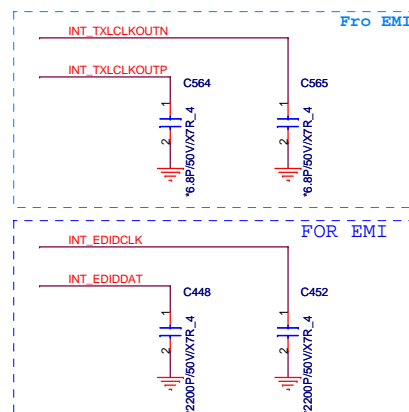 Fro EMI
INT_TXLCLKOUTN
INT_TXLCLKOUTP
C564
C565
1
1
2
2
*6.8P/50V/X7R_4
*6.8P/50V/X7R_4
FOR EMI
INT_EDIDCLK
INT_EDIDDAT
C448
C452
1
1
2
2
2200P/50V/X7R_4
2200P/50V/X7R_4